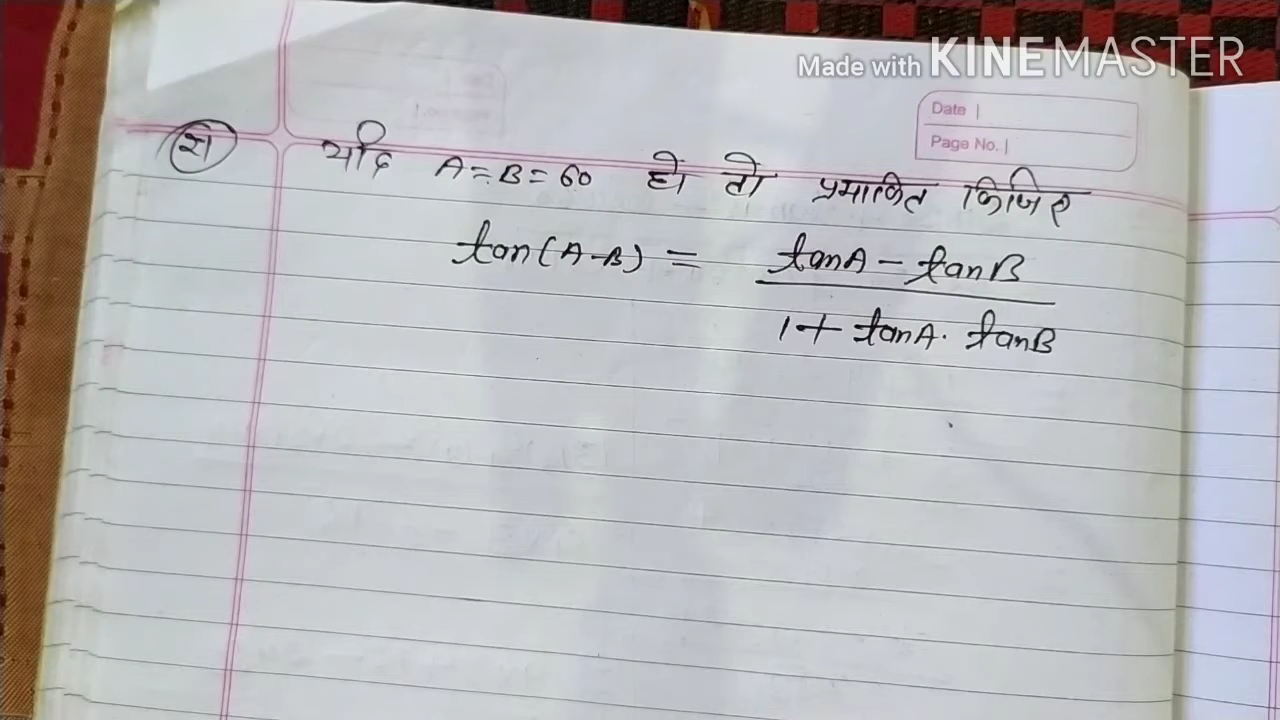 Made with KINEMASTER
Date |
Page No. |
यदि A = B = 60 हो तो प्रमाणित किजिए
tan(A-B) = tanA - tanB
1 + tanA. tanB